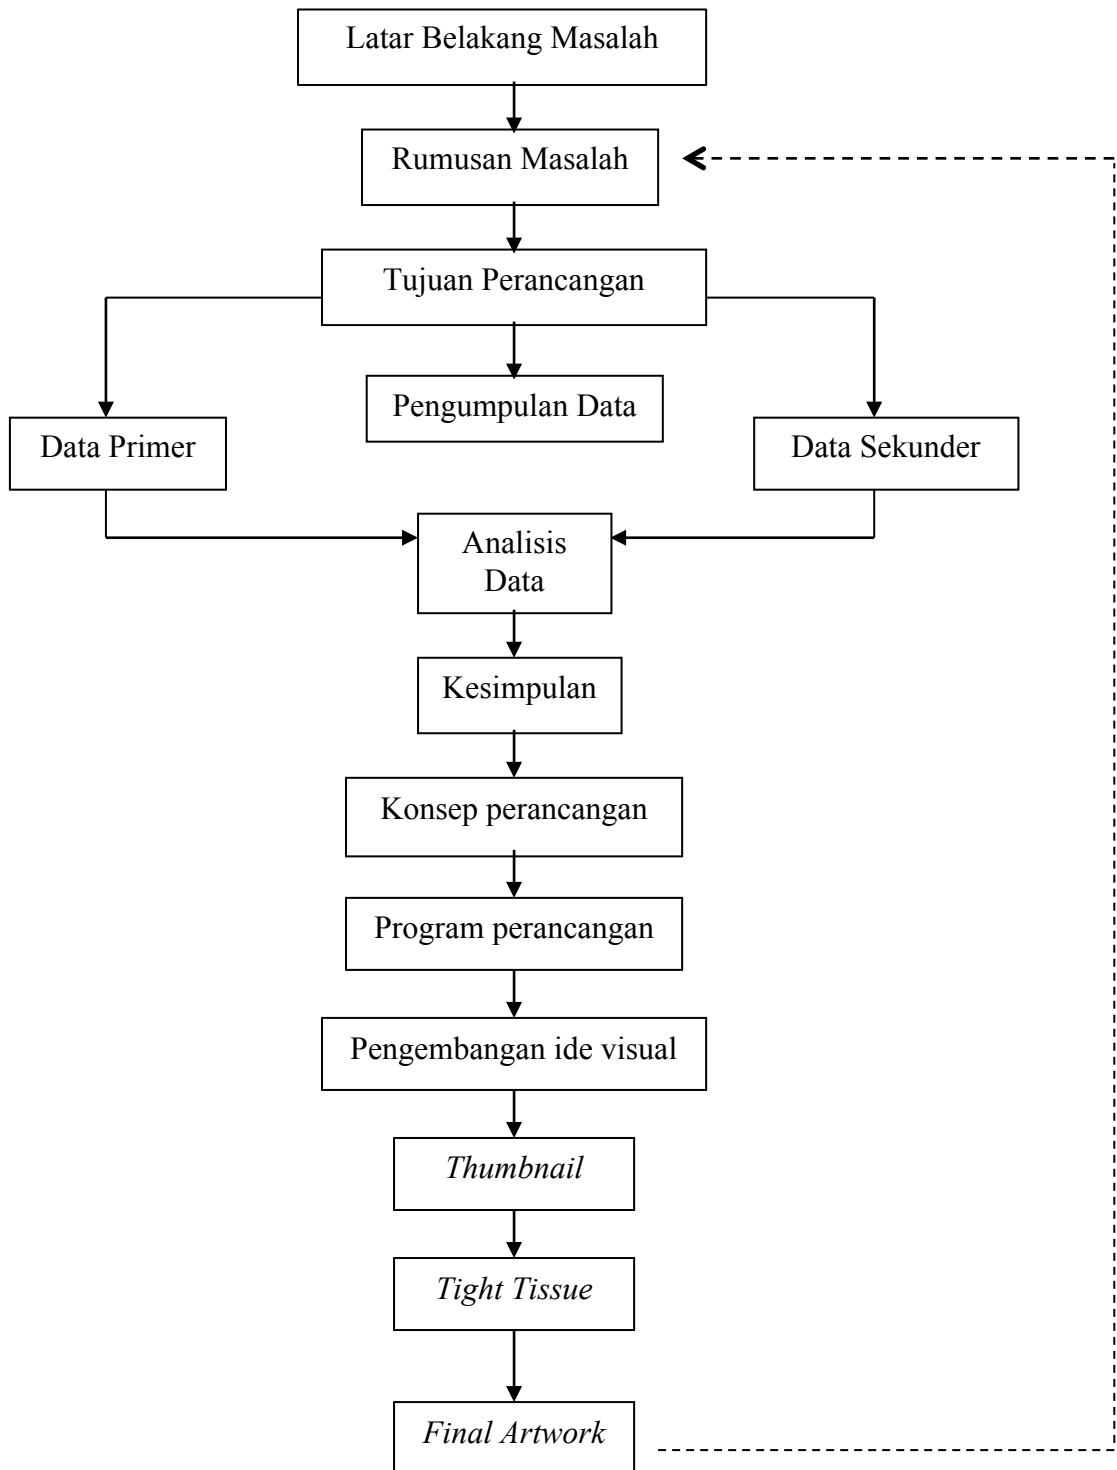 Latar Belakang Masalah
Rumusan Masalah
Tujuan Perancangan
Pengumpulan Data
Data Primer
Data Sekunder
Analisis
Data
Kesimpulan
Konsep perancangan
Program perancangan
Pengembangan ide visual
Thumbnail
Tight Tissue
Final Artwork